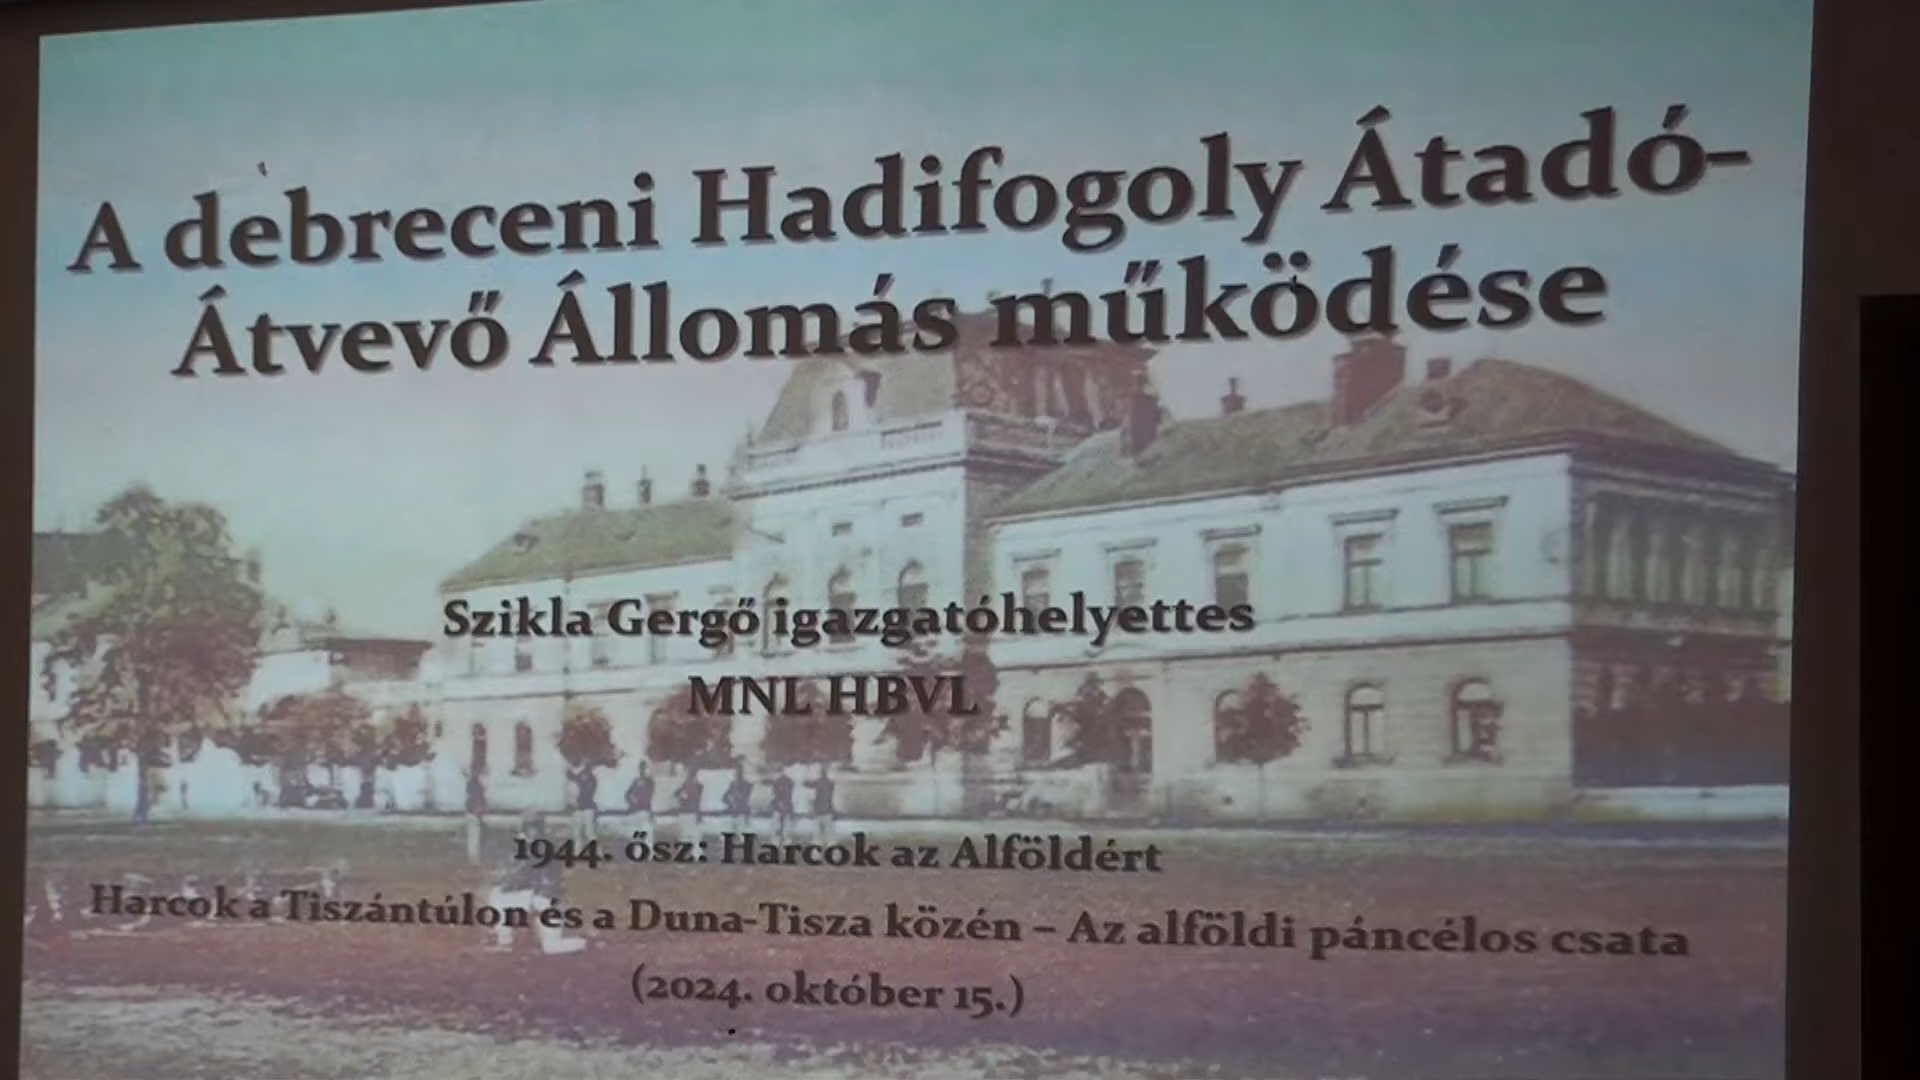 A debreceni Hadifogoly Átadó-
Átvevő Állomás működése
Szikla Gergő igazgatóhelyettes
MNL HBVL
1944. ősz: Harcok az Alföldért
Harcok a Tiszántúlon és a Duna-Tisza közén – Az alföldi páncélos csata
(2024. október 15.)